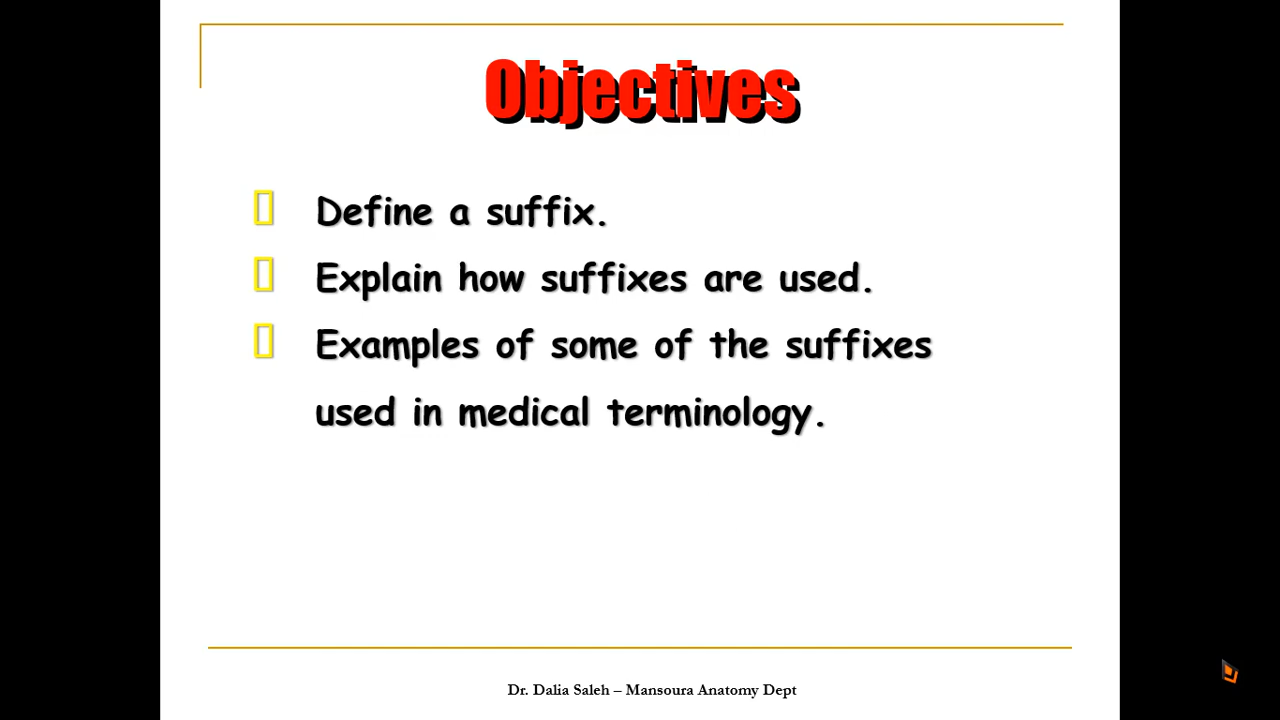 Objectives
Define a suffix.
Explain how suffixes are used.
Examples of some of the suffixes
used in medical terminology.
Dr. Dalia Saleh – Mansoura Anatomy Dept